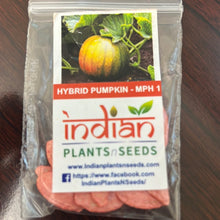 HYBRID PUMPKIN - MPH 1
indian
PLANTSnSEEDS
www.Indianplantsnseeds.com
https://www.facebook.com
IndianPlantsNSeeds/